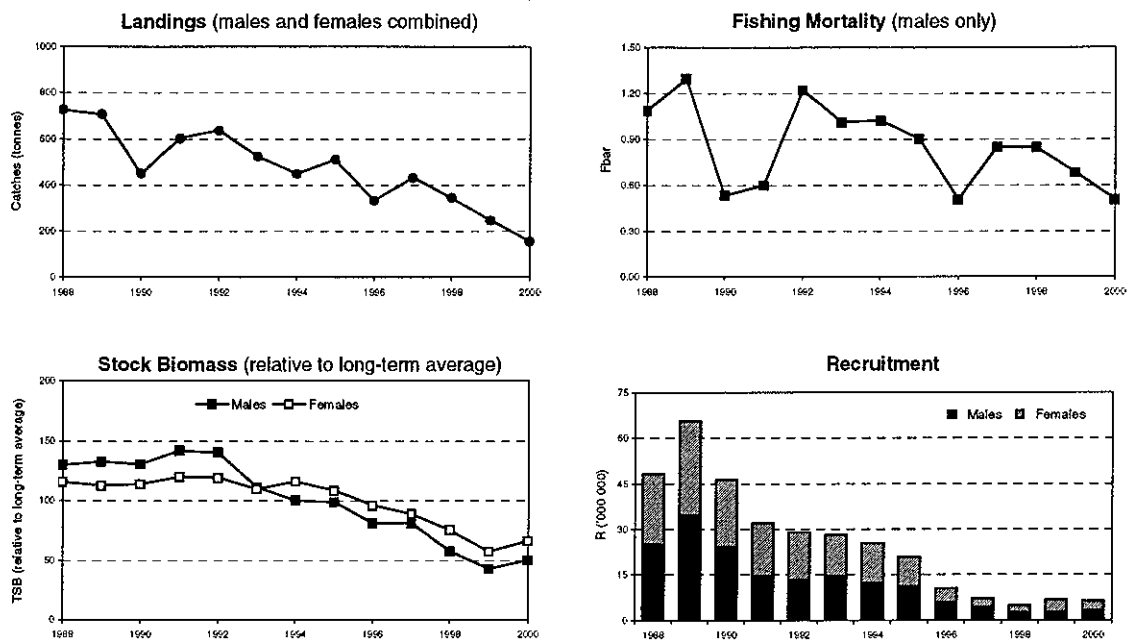 Landings (males and females combined)
Catches (tonnes)
1000
800
600
400
200
0
1988 1990 1992 1994 1996 1998 2000
Fishing Mortality (males only)
Fbar
1.50
1.20
0.90
0.60
0.30
0.00
1988 1990 1992 1994 1996 1998 2000
Stock Biomass (relative to long-term average)
TSB (relative to long-term average)
200
150
100
50
0
Males Females
1988 1990 1992 1994 1996 1998 2000
Recruitment
R ('000 000)
75
60
45
30
15
0
Males Females
1988 1990 1992 1994 1996 1998 2000